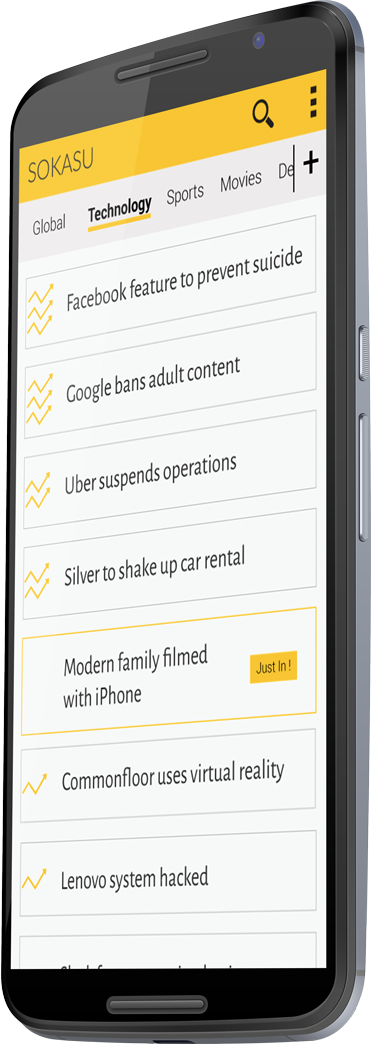 SOKASU
Global Technology Sports Movies De +
Facebook feature to prevent suicide
Google bans adult content
Uber suspends operations
Silver to shake up car rental
Modern family filmed
with iPhone
Just In !
Commonfloor uses virtual reality
Lenovo system hacked